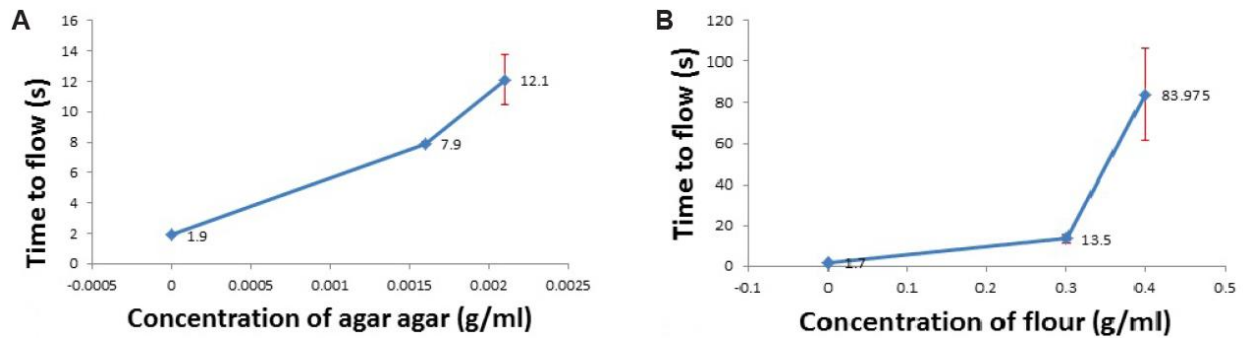 A
Time to flow (s)
16
14
12
10
8
6
4
2
0
12.1
7.9
1.9
-0.0005 0 0.0005 0.001 0.0015 0.002 0.0025
Concentration of agar agar (g/ml)
B
Time to flow (s)
120
100
80
60
40
20
0
83.975
13.5
1.7
-0.1 0 0.1 0.2 0.3 0.4 0.5
Concentration of flour (g/ml)